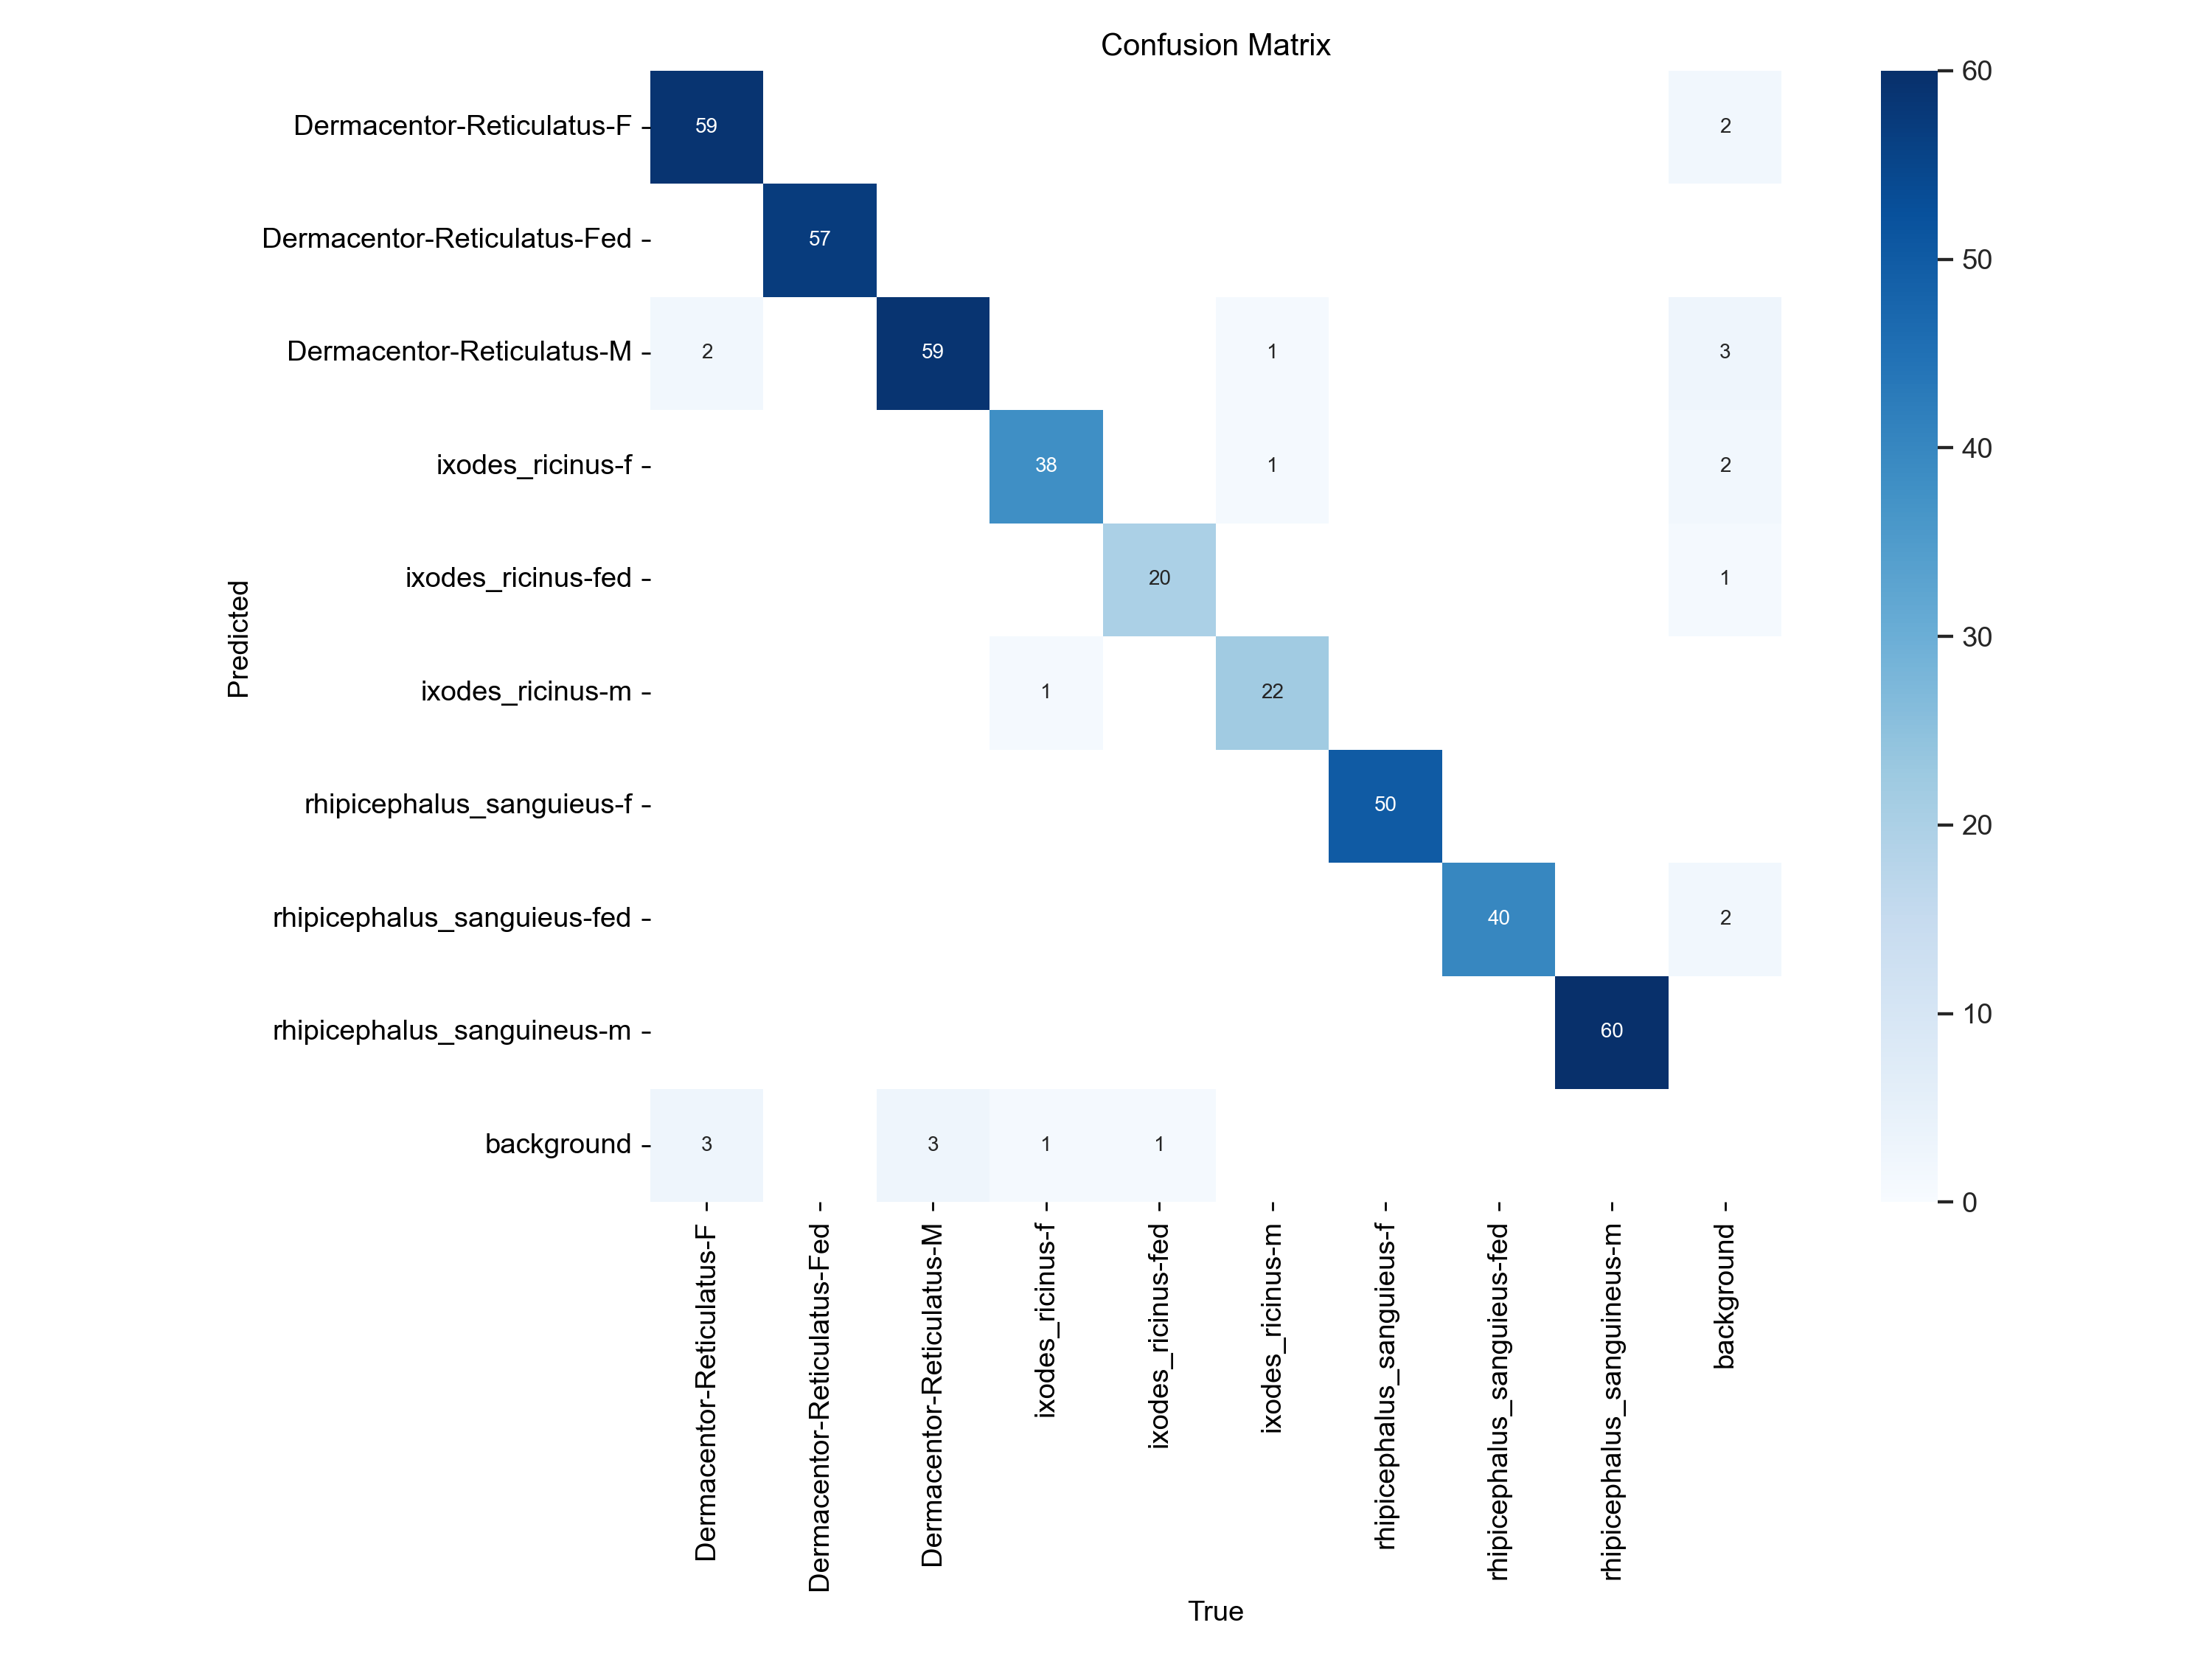 Confusion Matrix
Dermacentor-Reticulatus-F 59 2
Dermacentor-Reticulatus-Fed 57
Dermacentor-Reticulatus-M 2 59 1 3
ixodes_ricinus-f 38 1 2
ixodes_ricinus-fed 20 1
ixodes_ricinus-m 1 22
rhipicephalus_sanguieus-f 50
rhipicephalus_sanguieus-fed 40 2
rhipicephalus_sanguineus-m 60
background 3 3 1 1
Predicted
Dermacentor-Reticulatus-F
Dermacentor-Reticulatus-Fed
Dermacentor-Reticulatus-M
ixodes_ricinus-f
ixodes_ricinus-fed
ixodes_ricinus-m
rhipicephalus_sanguieus-f
rhipicephalus_sanguieus-fed
rhipicephalus_sanguineus-m
background
True
60
50
40
30
20
10
0